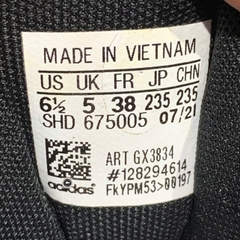 MADE IN VIETNAM
US UK FR JP CHN
6½ 5 38 235 235
SHD 675005 07/21
ART GX3834
#128294614
adidas FkYPM53>00197